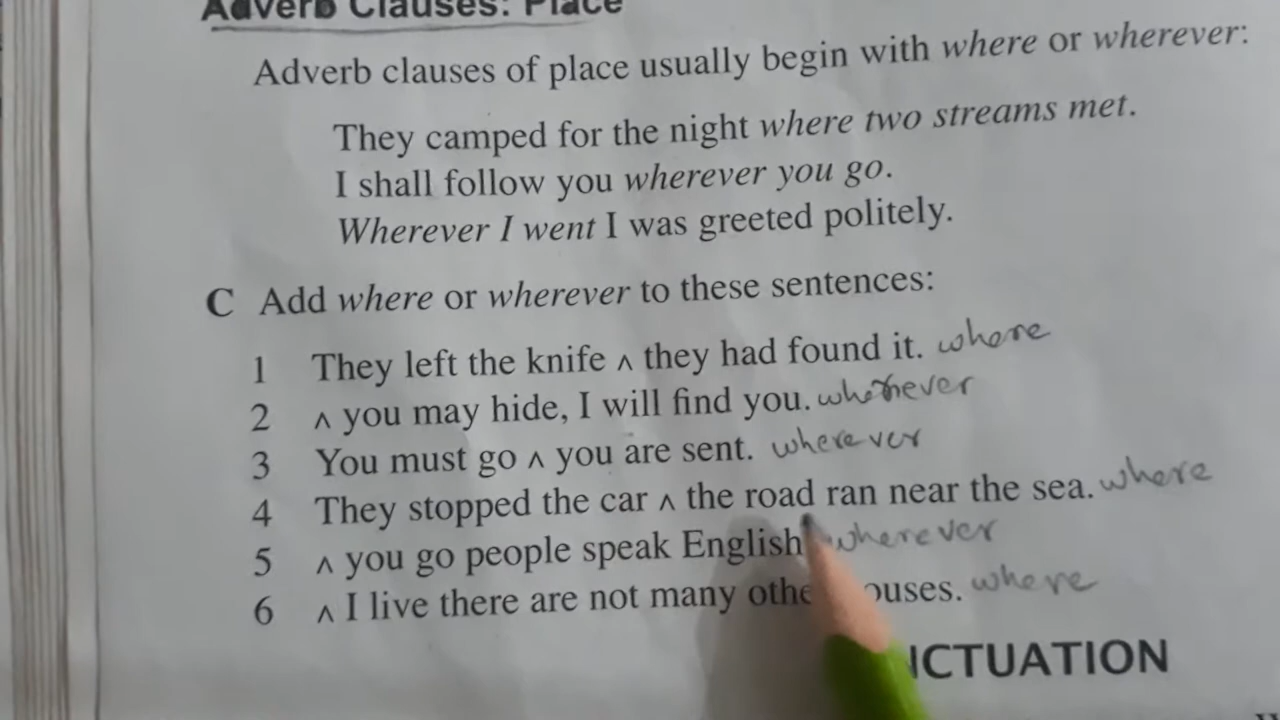 Adverb Clauses: Place
Adverb clauses of place usually begin with where or wherever:
They camped for the night where two streams met.
I shall follow you wherever you go.
Wherever I went I was greeted politely.
C Add where or wherever to these sentences:
1 They left the knife ʌ they had found it. where
2 ʌ you may hide, I will find you. wherever
3 You must go ʌ you are sent. wherever
4 They stopped the car ʌ the road ran near the sea. where
5 ʌ you go people speak English wherever
6 ʌ I live there are not many othe ouses. where
NCTUATION